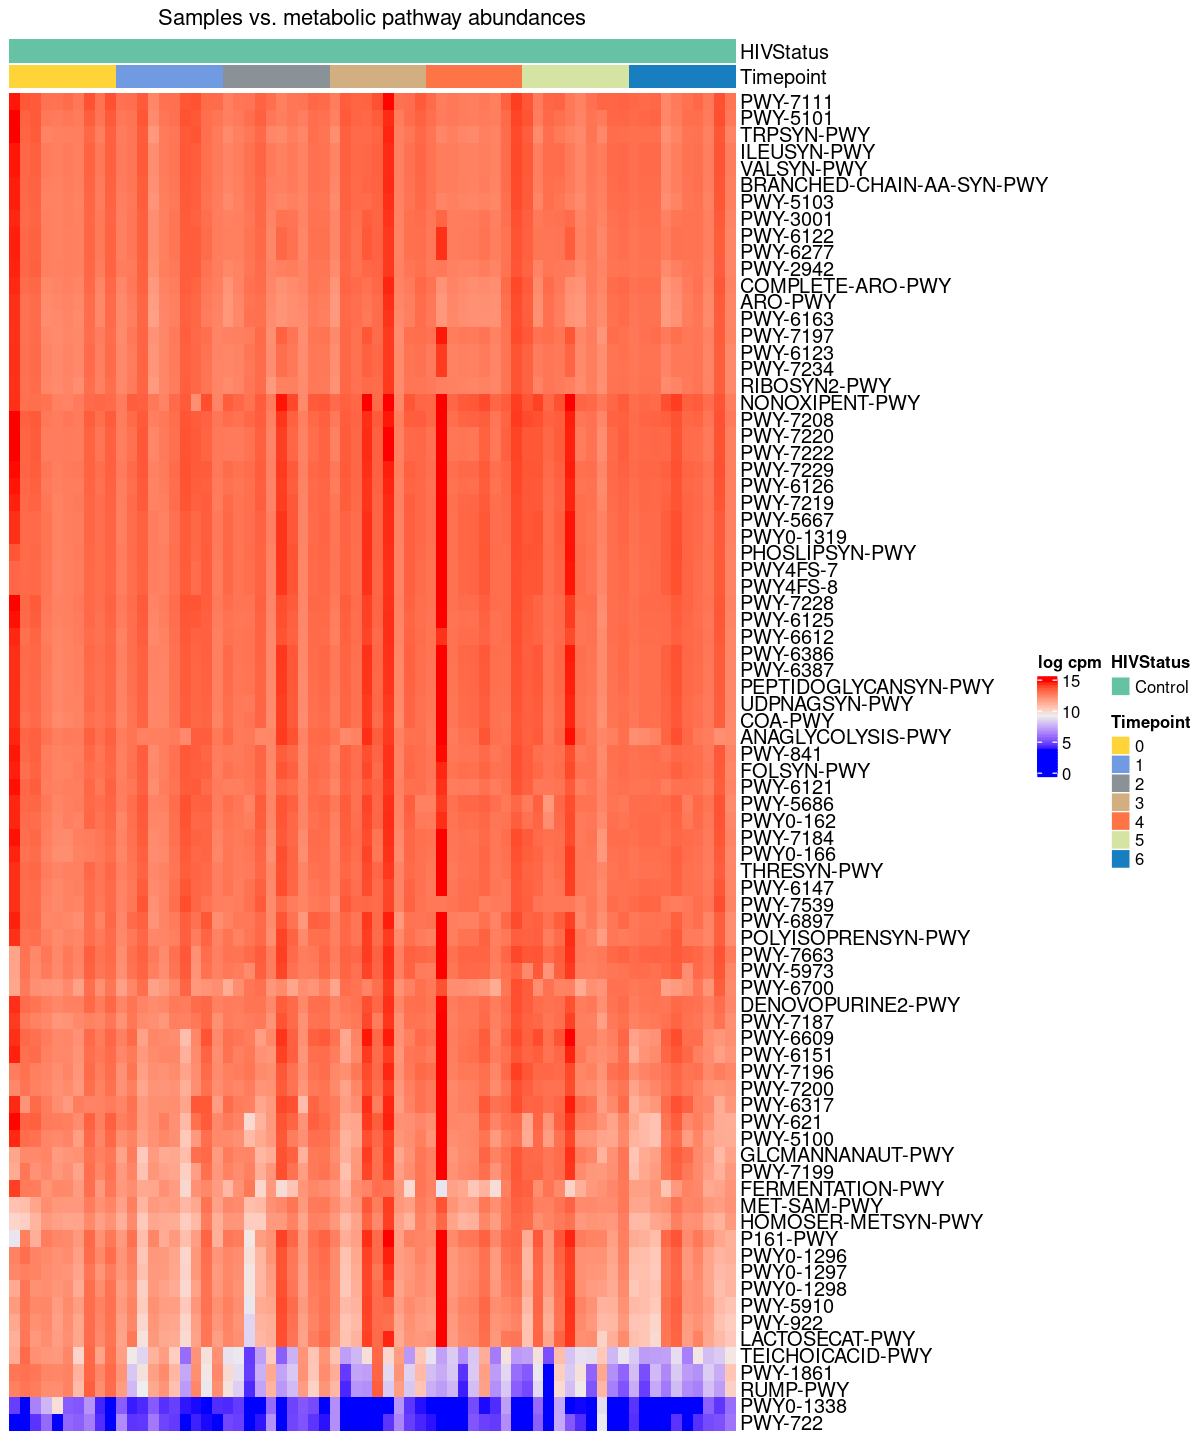 Samples vs. metabolic pathway abundances
HIVStatus
Timepoint
PWY-7111
PWY-5101
TRPSYN-PWY
ILEUSYN-PWY
VALSYN-PWY
BRANCHED-CHAIN-AA-SYN-PWY
PWY-5103
PWY-3001
PWY-6122
PWY-6277
PWY-2942
COMPLETE-ARO-PWY
ARO-PWY
PWY-6163
PWY-7197
PWY-6123
PWY-7234
RIBOSYN2-PWY
NONOXIPENT-PWY
PWY-7208
PWY-7220
PWY-7222
PWY-7229
PWY-6126
PWY-7219
PWY-5667
PWY0-1319
PHOSLIPSYN-PWY
PWY4FS-7
PWY4FS-8
PWY-7228
PWY-6125
PWY-6612
PWY-6386
PWY-6387
PEPTIDOGLYCANSYN-PWY
UDPNAGSYN-PWY
COA-PWY
ANAGLYCOLYSIS-PWY
PWY-841
FOLSYN-PWY
PWY-6121
PWY-5686
PWY0-162
PWY-7184
PWY0-166
THRESYN-PWY
PWY-6147
PWY-7539
PWY-6897
POLYISOPRENSYN-PWY
PWY-7663
PWY-5973
PWY-6700
DENOVOPURINE2-PWY
PWY-7187
PWY-6609
PWY-6151
PWY-7196
PWY-7200
PWY-6317
PWY-621
PWY-5100
GLCMANNANAUT-PWY
PWY-7199
FERMENTATION-PWY
MET-SAM-PWY
HOMOSER-METSYN-PWY
P161-PWY
PWY0-1296
PWY0-1297
PWY0-1298
PWY-5910
PWY-922
LACTOSECAT-PWY
TEICHOICACID-PWY
PWY-1861
RUMP-PWY
PWY0-1338
PWY-722
log cpm
15
10
5
0
HIVStatus
Control
Timepoint
0
1
2
3
4
5
6